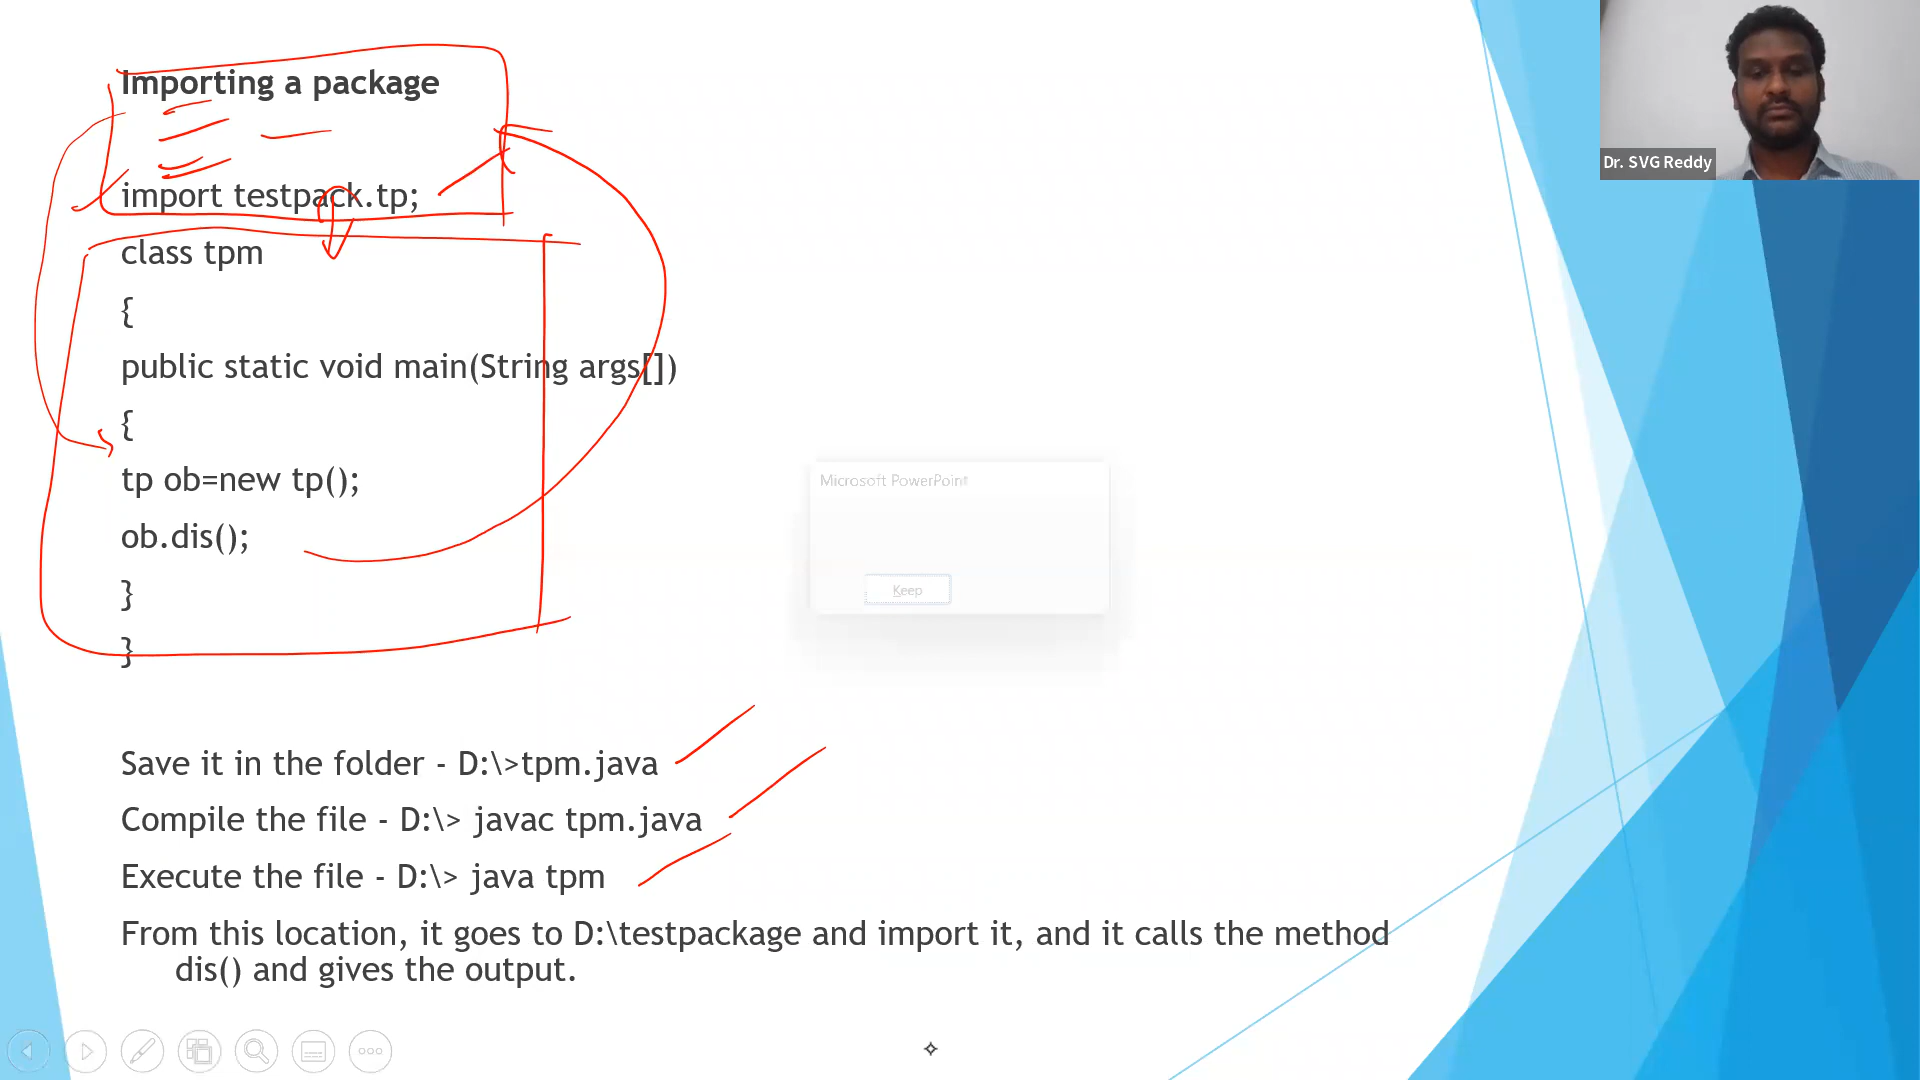 Importing a package
import testpack.tp;
class tpm
{
public static void main(String args[])
{
tp ob=new tp();
ob.dis();
}
}
Save it in the folder - D:\>tpm.java
Compile the file - D:\> javac tpm.java
Execute the file - D:\> java tpm
From this location, it goes to D:\testpackage and import it, and it calls the method
dis() and gives the output.
Microsoft PowerPoint
Keep
Dr. SVG Reddy